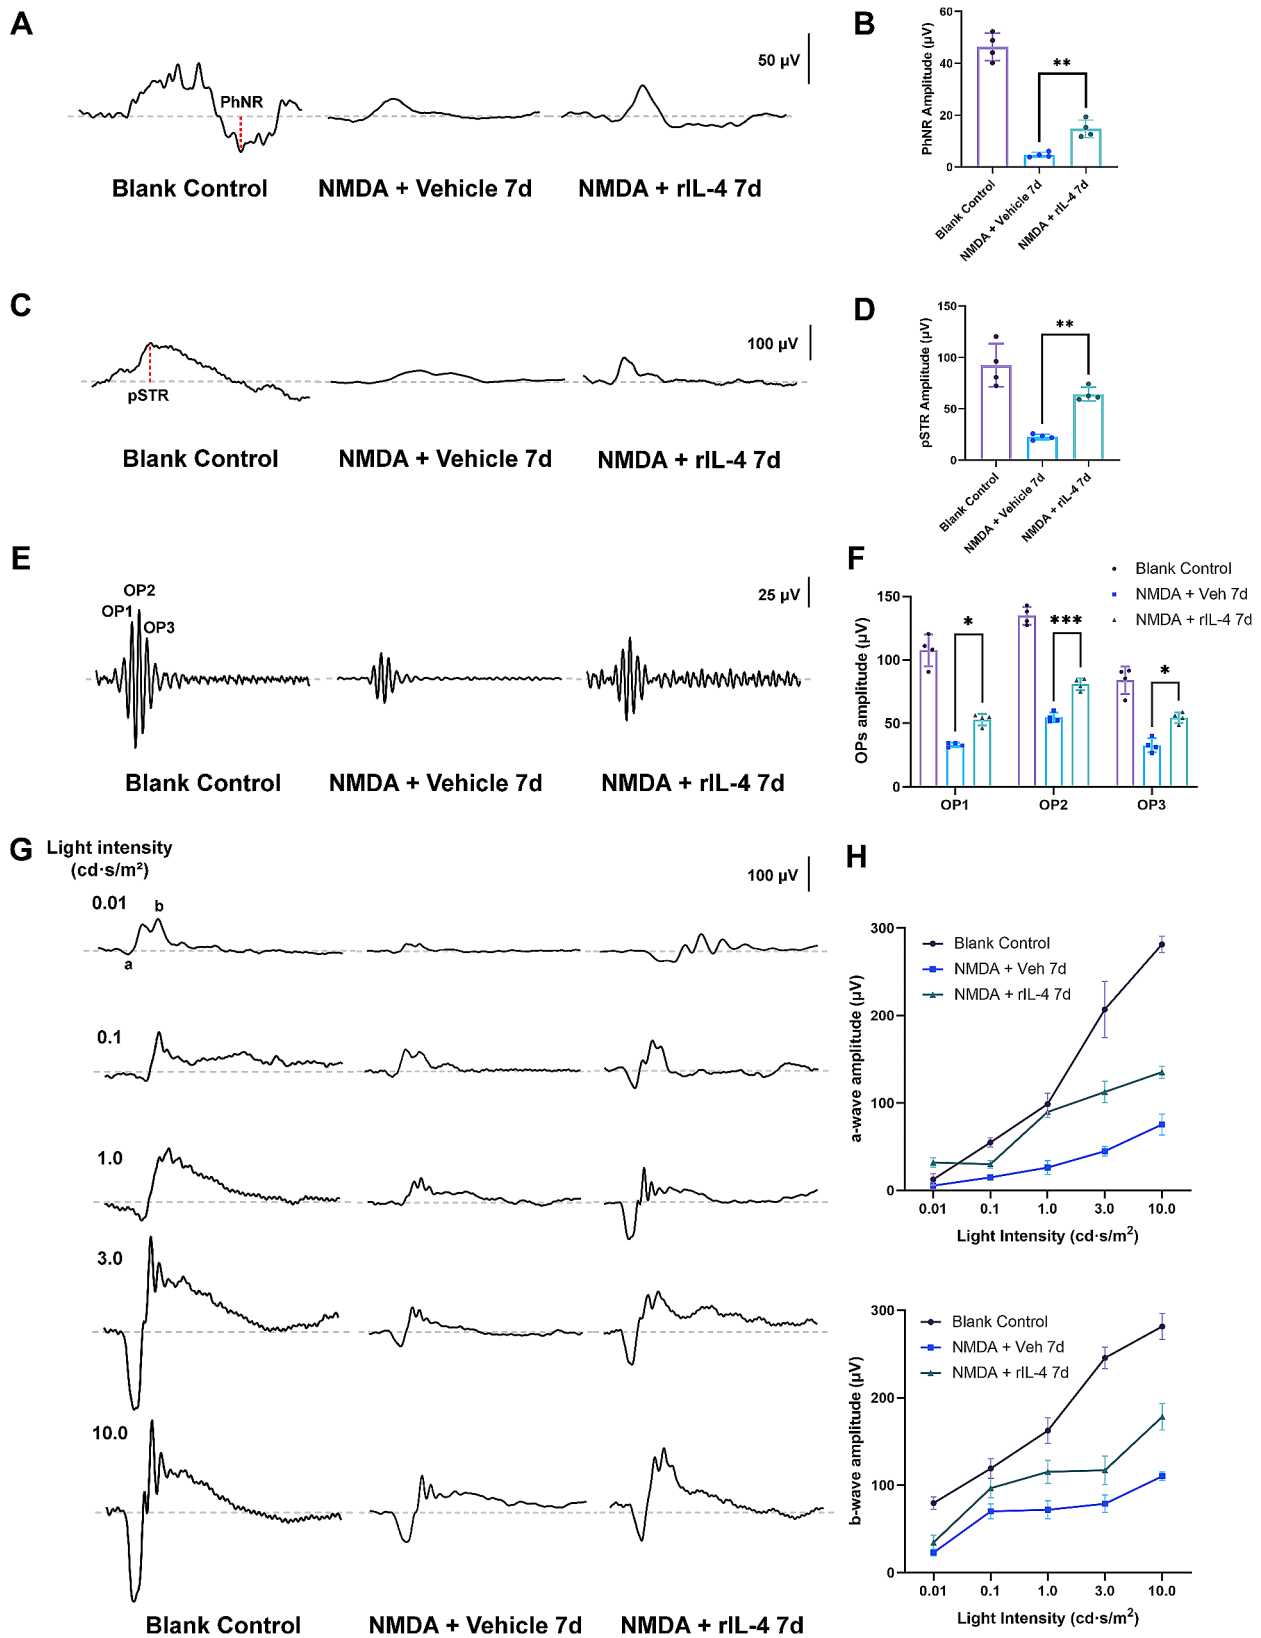 A
50 µV
PhNR
Blank Control
NMDA + Vehicle 7d
NMDA + rIL-4 7d
B
PhNR Amplitude (µV)
60
40
20
0
**
Blank Control
NMDA + Vehicle 7d
NMDA + rIL-4 7d
C
100 µV
pSTR
Blank Control
NMDA + Vehicle 7d
NMDA + rIL-4 7d
D
pSTR Amplitude (µV)
150
100
50
0
**
Blank Control
NMDA + Vehicle 7d
NMDA + rIL-4 7d
E
OP2
OP1
OP3
25 µV
Blank Control
NMDA + Vehicle 7d
NMDA + rIL-4 7d
F
Blank Control
NMDA + Veh 7d
NMDA + rIL-4 7d
OPs amplitude (µV)
150
100
50
0
*
***
*
OP1
OP2
OP3
G
Light intensity
(cd·s/m²)
100 µV
0.01
b
a
0.1
1.0
3.0
10.0
Blank Control
NMDA + Vehicle 7d
NMDA + rIL-4 7d
H
a-wave amplitude (µV)
300
200
100
0
Blank Control
NMDA + Veh 7d
NMDA + rIL-4 7d
0.01 0.1 1.0 3.0 10.0
Light Intensity (cd·s/m²)
b-wave amplitude (µV)
300
200
100
0
Blank Control
NMDA + Veh 7d
NMDA + rIL-4 7d
0.01 0.1 1.0 3.0 10.0
Light Intensity (cd·s/m²)